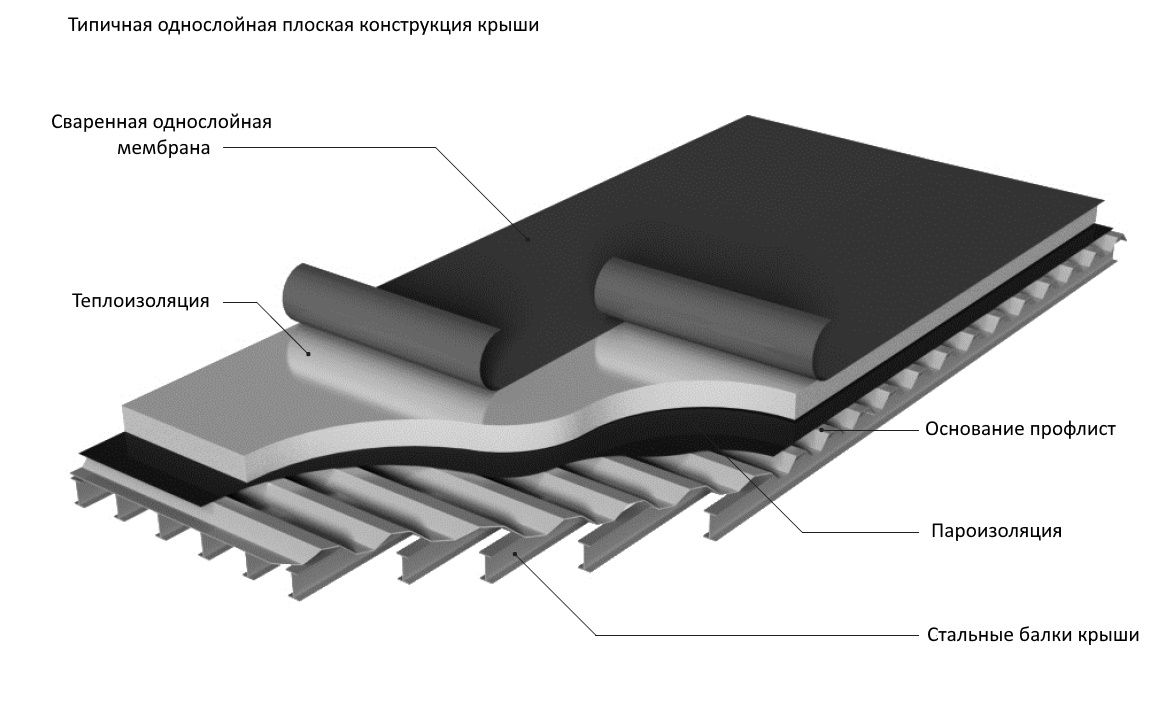 Типичная однослойная плоская конструкция крыши
Сваренная однослойная
мембрана
Теплоизоляция
Основание профлист
Пароизоляция
Стальные балки крыши